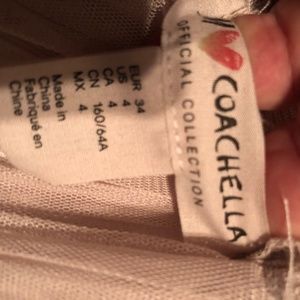 COACHELLA
OFFICIAL COLLECTION
EUR 34
US 4
CA 4
CN 160/64A
MX 4
Made in
China
Fabriqué en
Chine